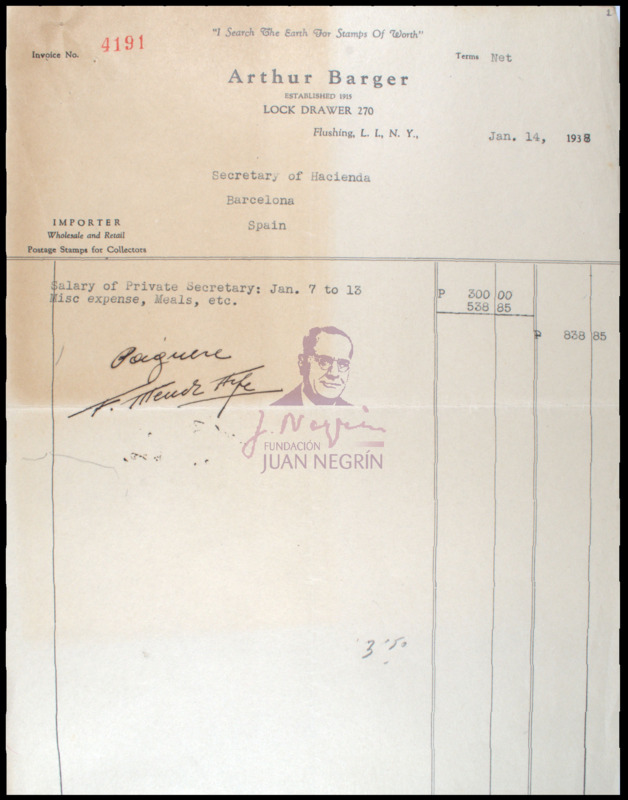 1
"I Search The Earth For Stamps Of Worth"
Invoice No. 4191
Terms Net
Arthur Barger
ESTABLISHED 1915
LOCK DRAWER 270
Flushing, L. I., N. Y., Jan. 14, 1938
Secretary of Hacienda
Barcelona
Spain
IMPORTER
Wholesale and Retail
Postage Stamps for Collectors
Salary of Private Secretary: Jan. 7 to 13 P 300 00
Misc expense, Meals, etc. 538 85
P 838 85
Páguese
J. Negrín
FUNDACIÓN
JUAN NEGRÍN